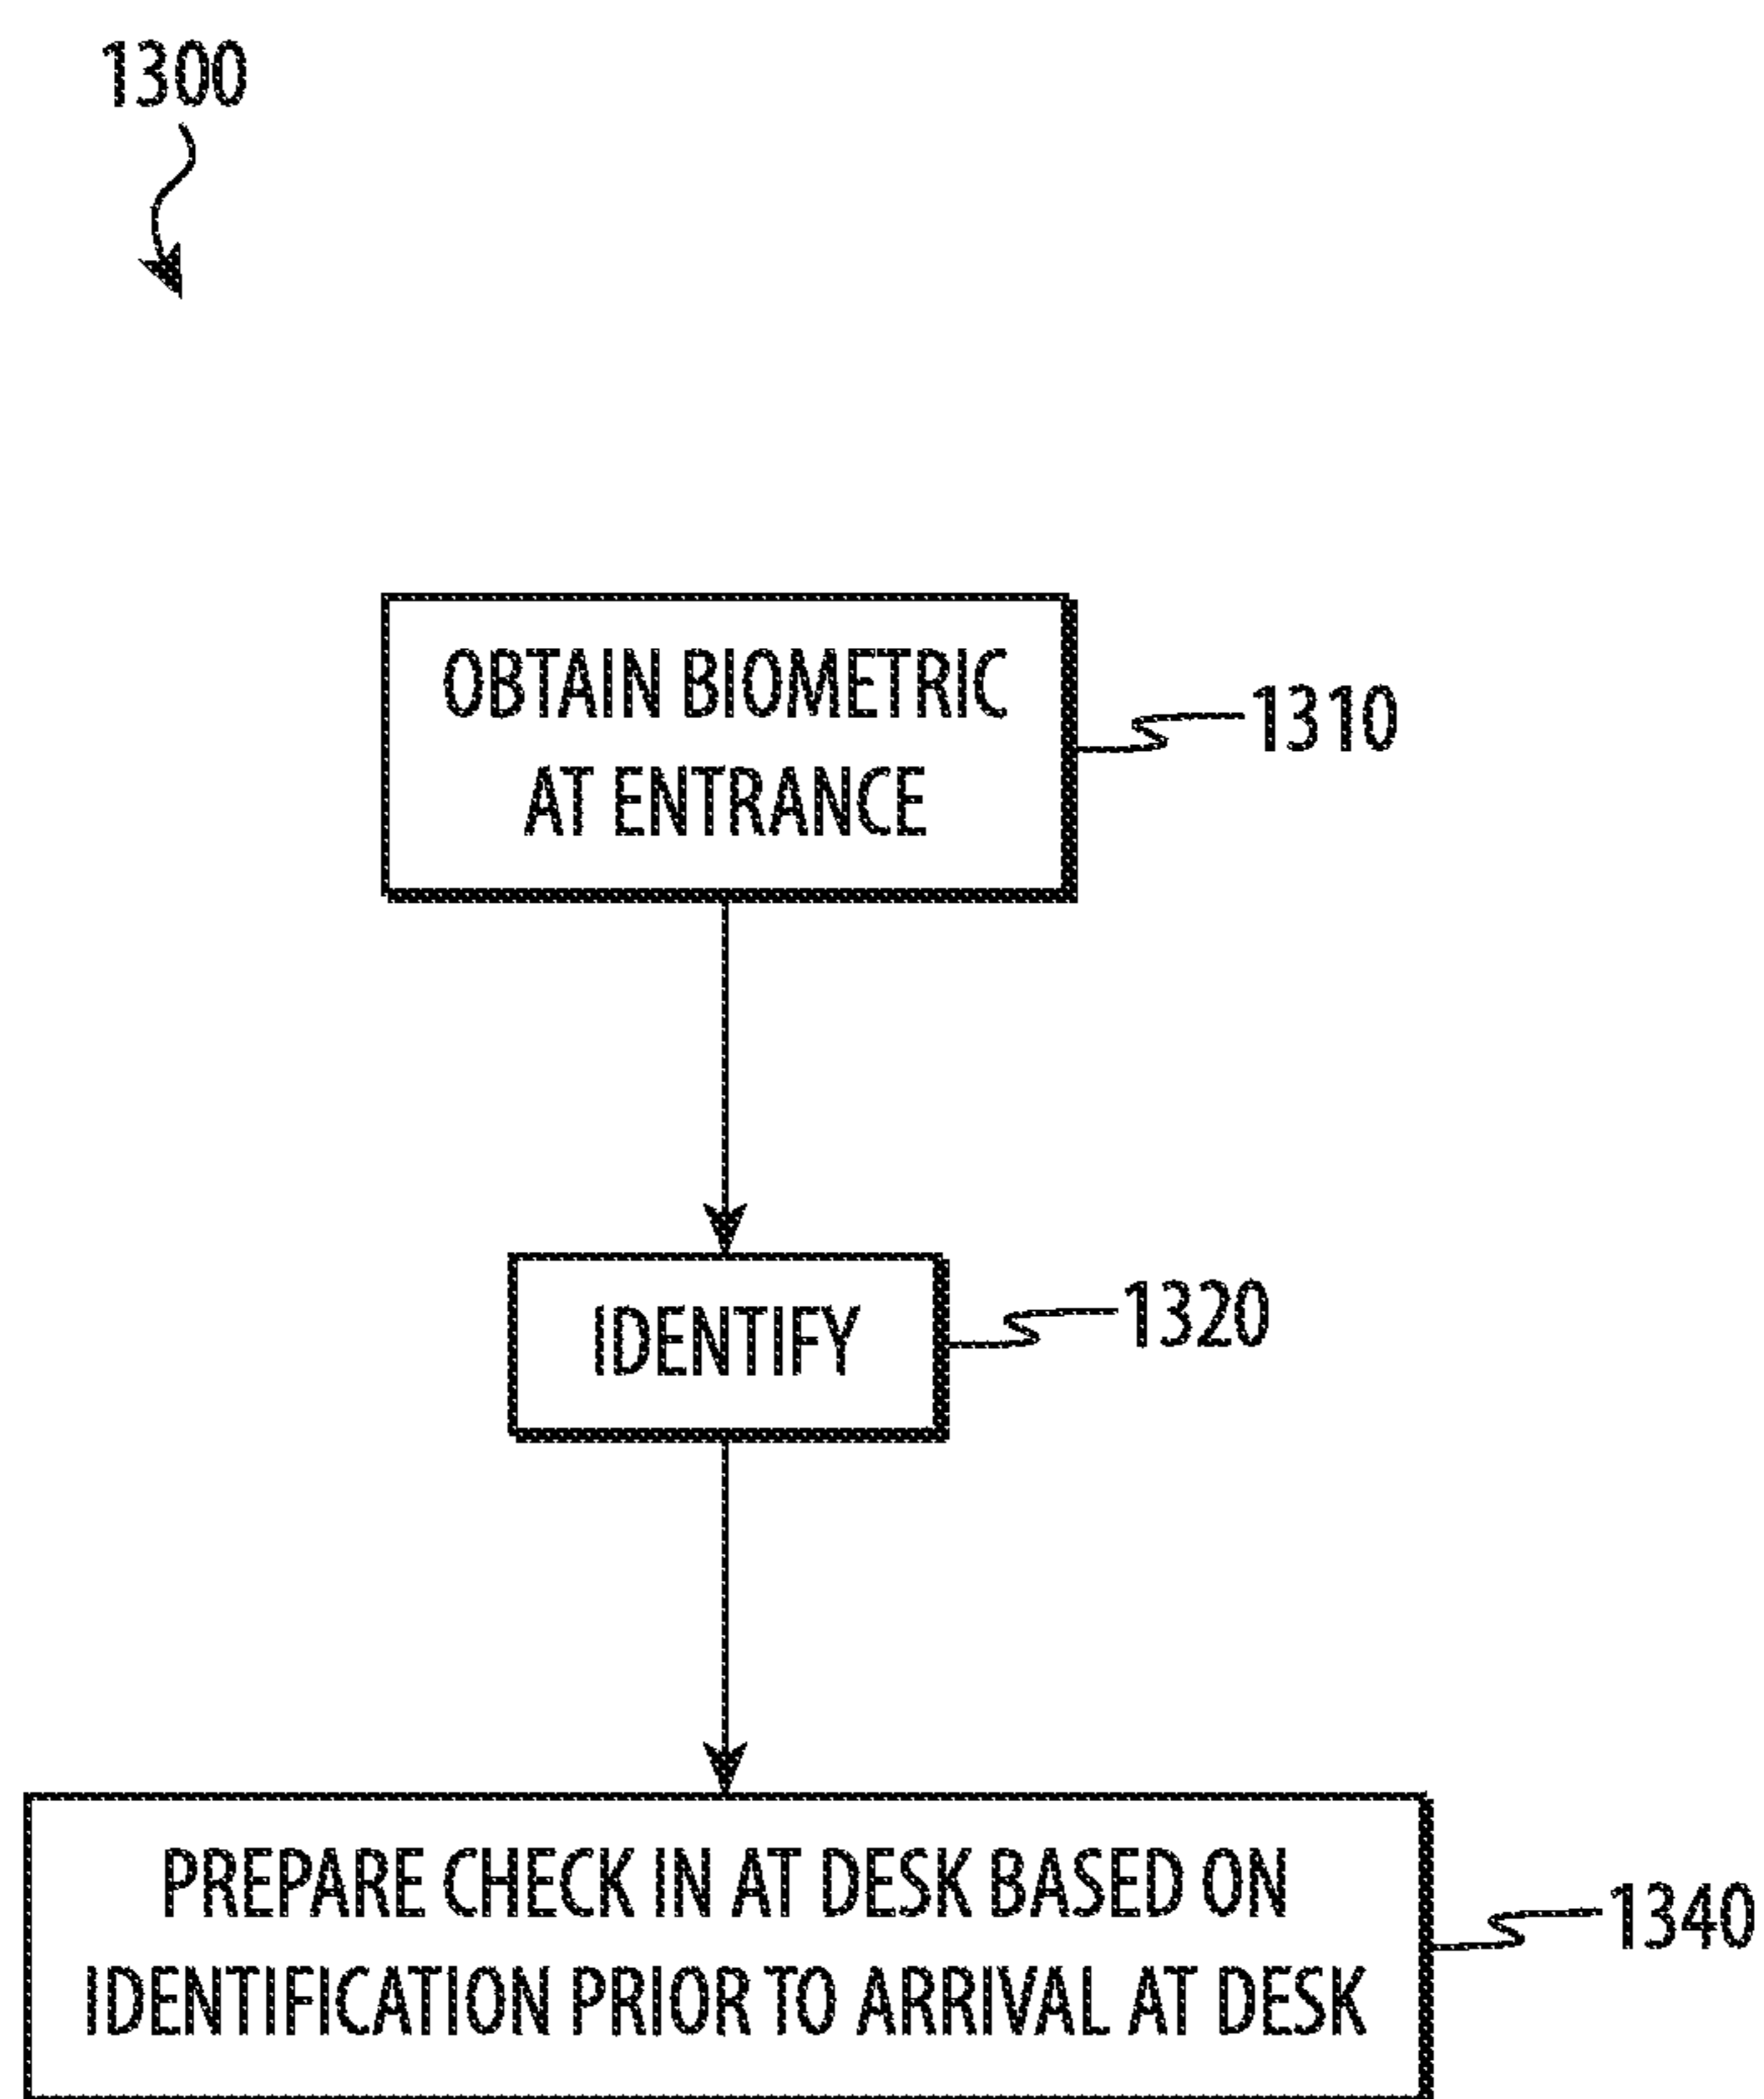 1300
OBTAIN BIOMETRIC
AT ENTRANCE
1310
IDENTIFY
1320
PREPARE CHECK IN AT DESK BASED ON
IDENTIFICATION PRIOR TO ARRIVAL AT DESK
1340